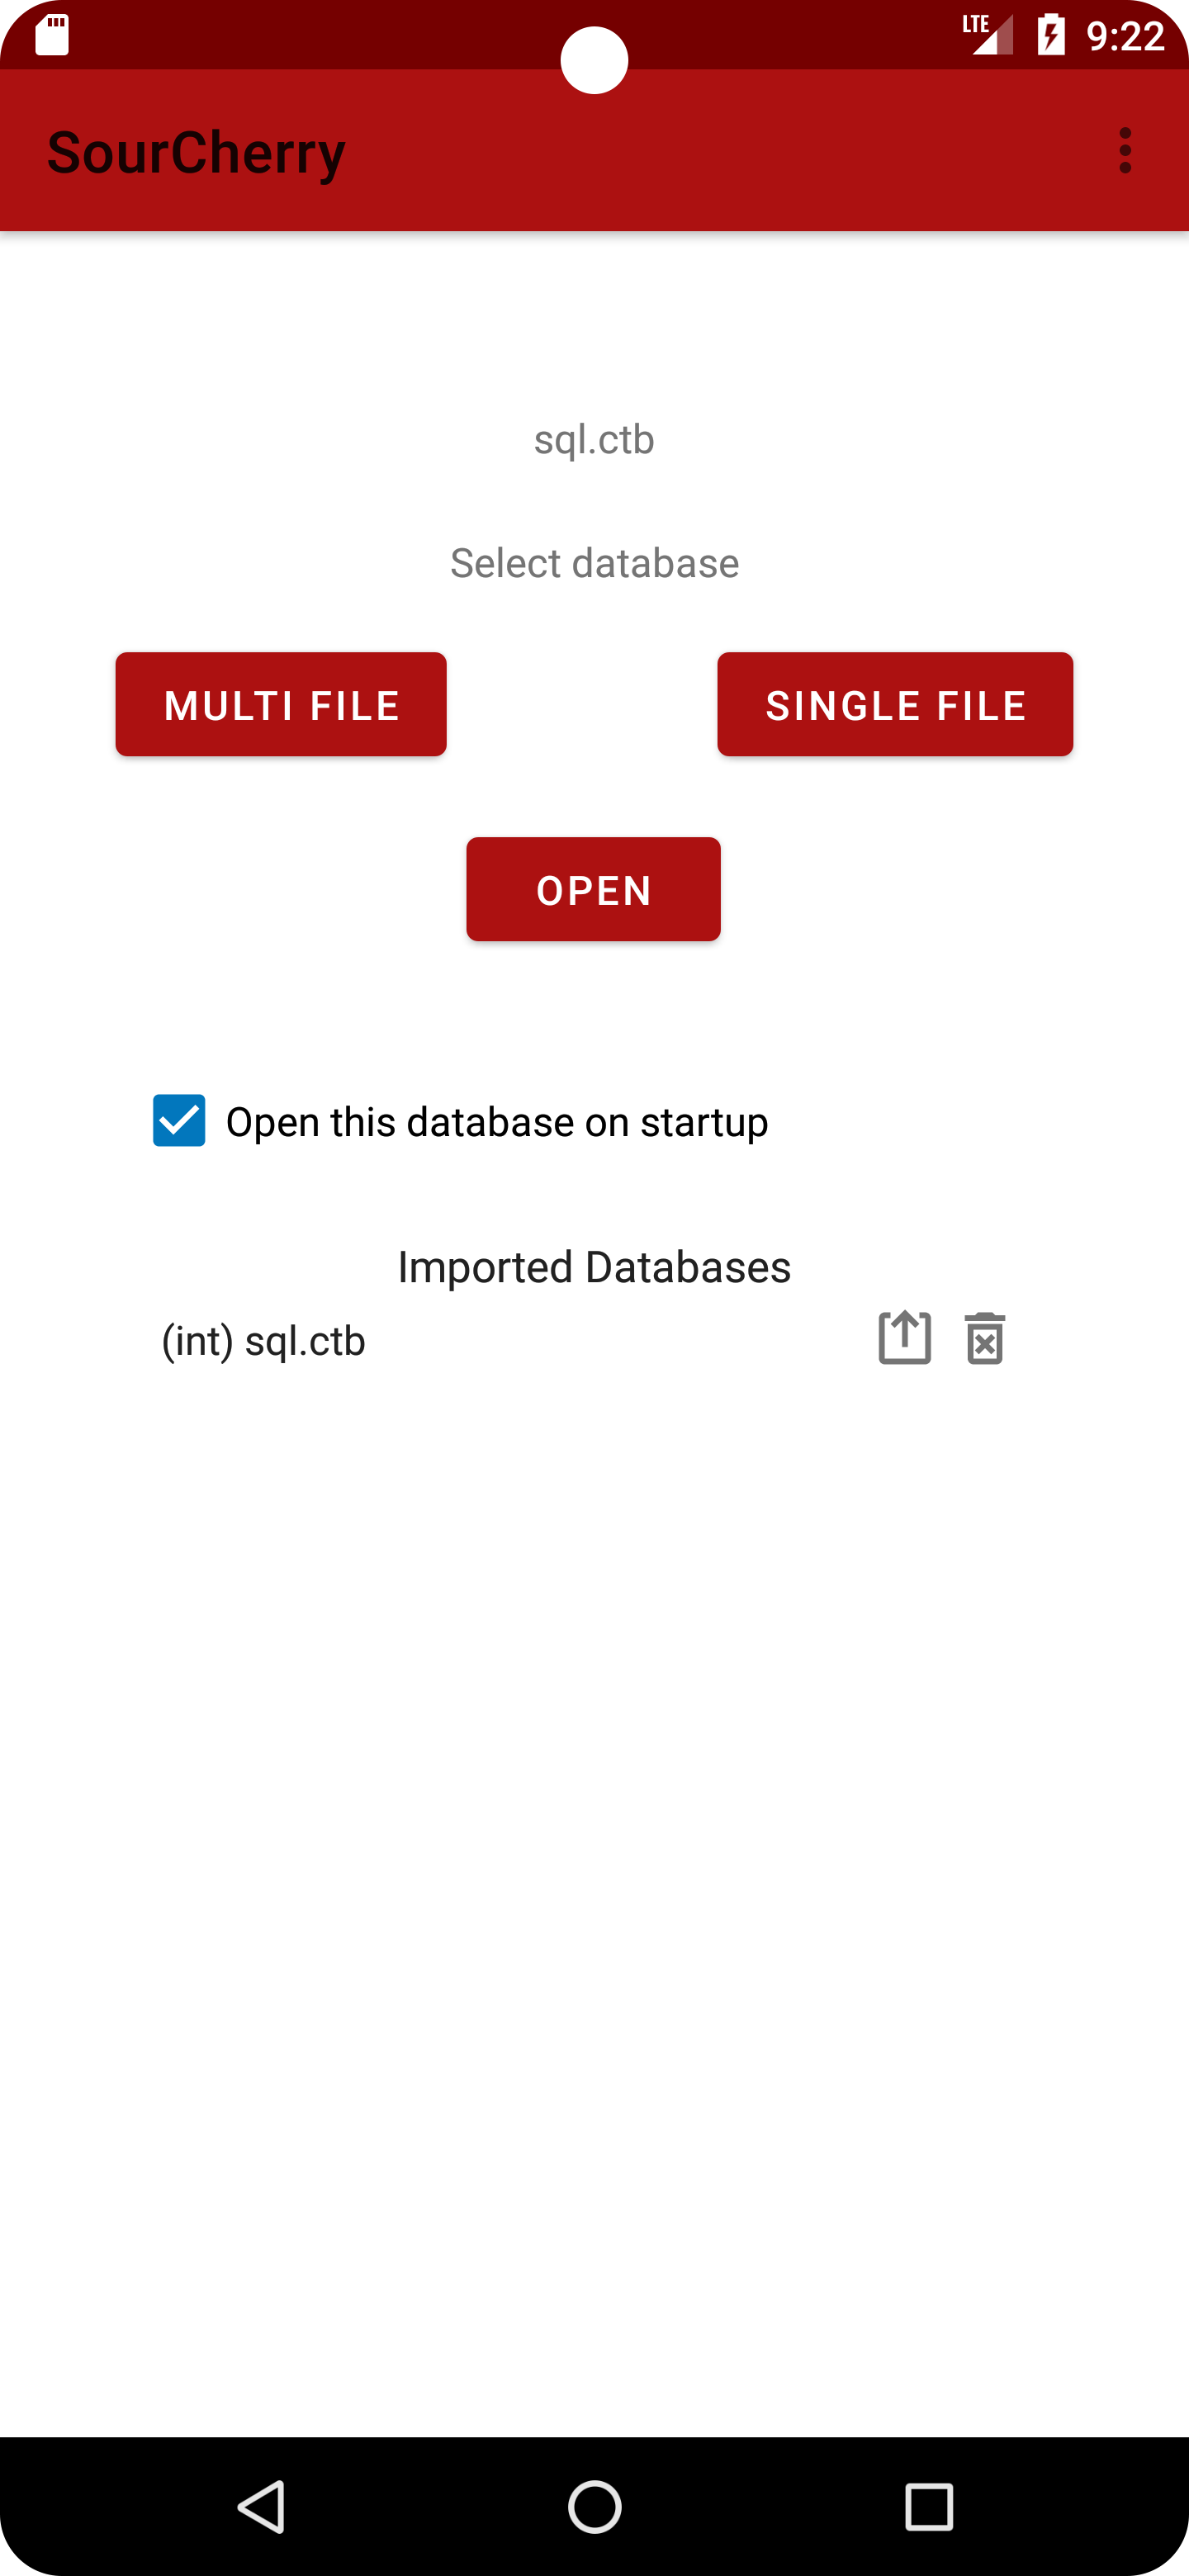 LTE 9:22
SourCherry
sql.ctb
Select database
MULTI FILE SINGLE FILE
OPEN
Open this database on startup
Imported Databases
(int) sql.ctb